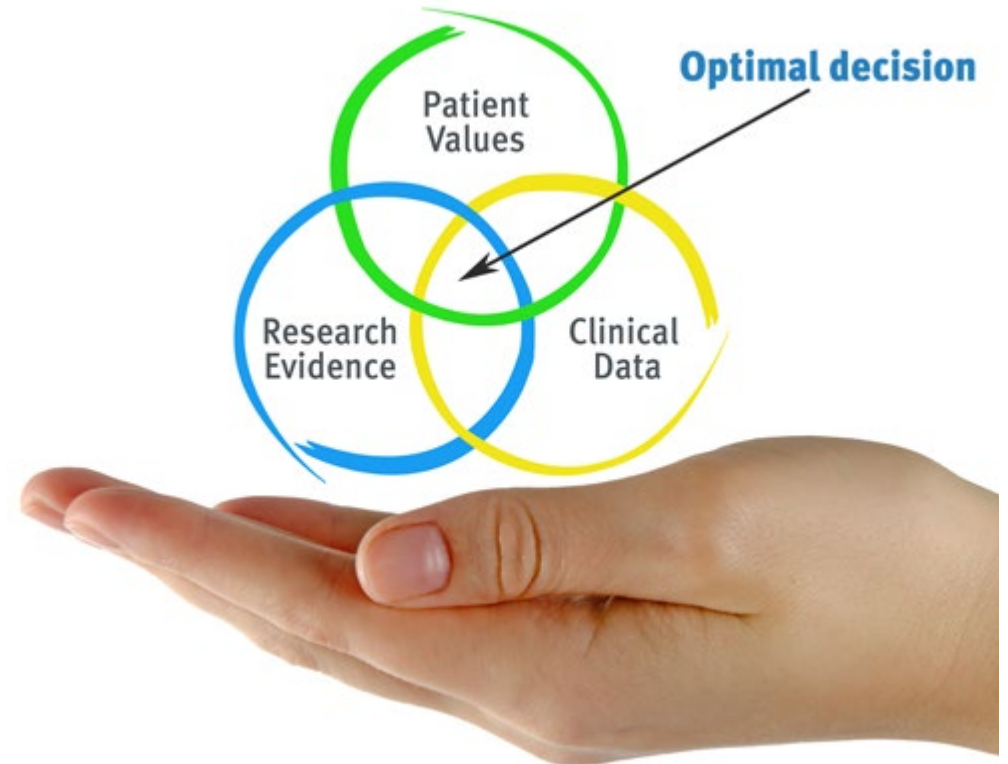 Optimal decision
Patient
Values
Research
Evidence
Clinical
Data